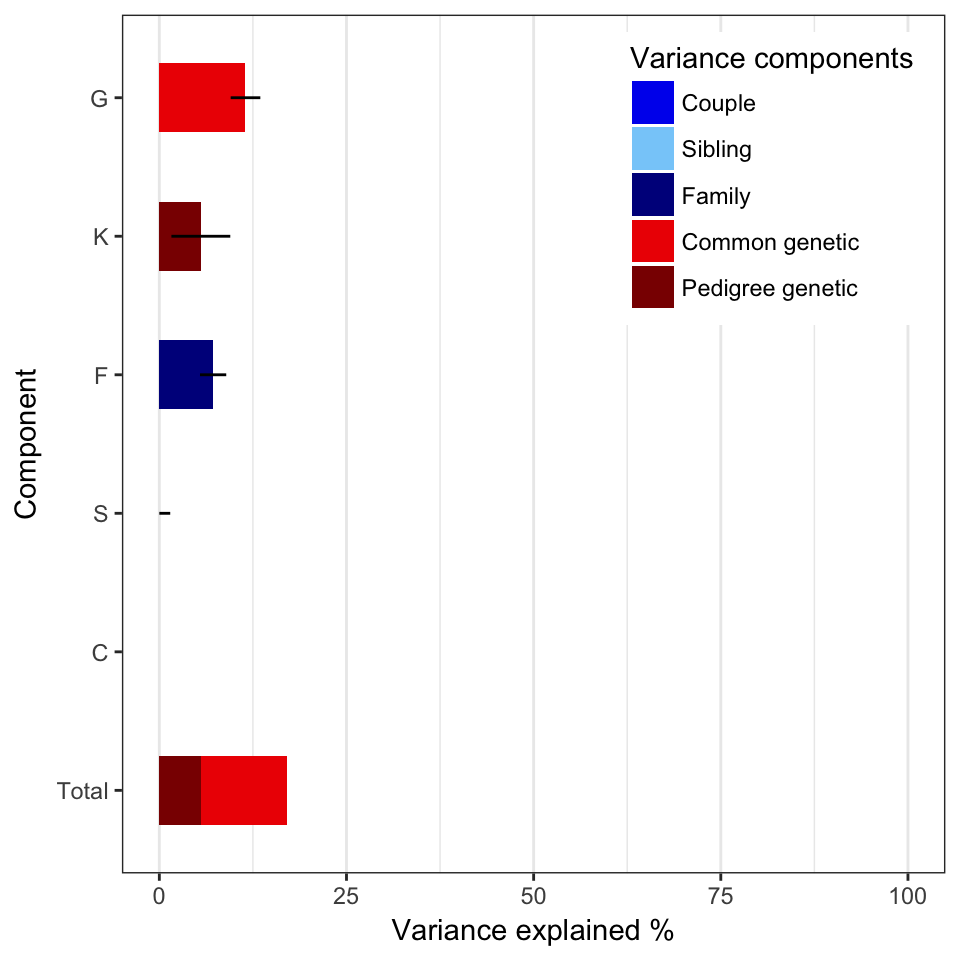 Variance components
Couple
Sibling
Family
Common genetic
Pedigree genetic
Component
G
K
F
S
C
Total
0 25 50 75 100
Variance explained %